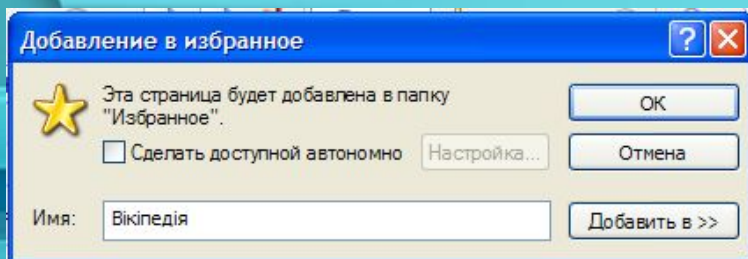 Добавление в избранное
Эта страница будет добавлена в папку
"Избранное".
OK
Сделать доступной автономно
Настройка...
Отмена
Имя:
Вікіпедія
Добавить в >>